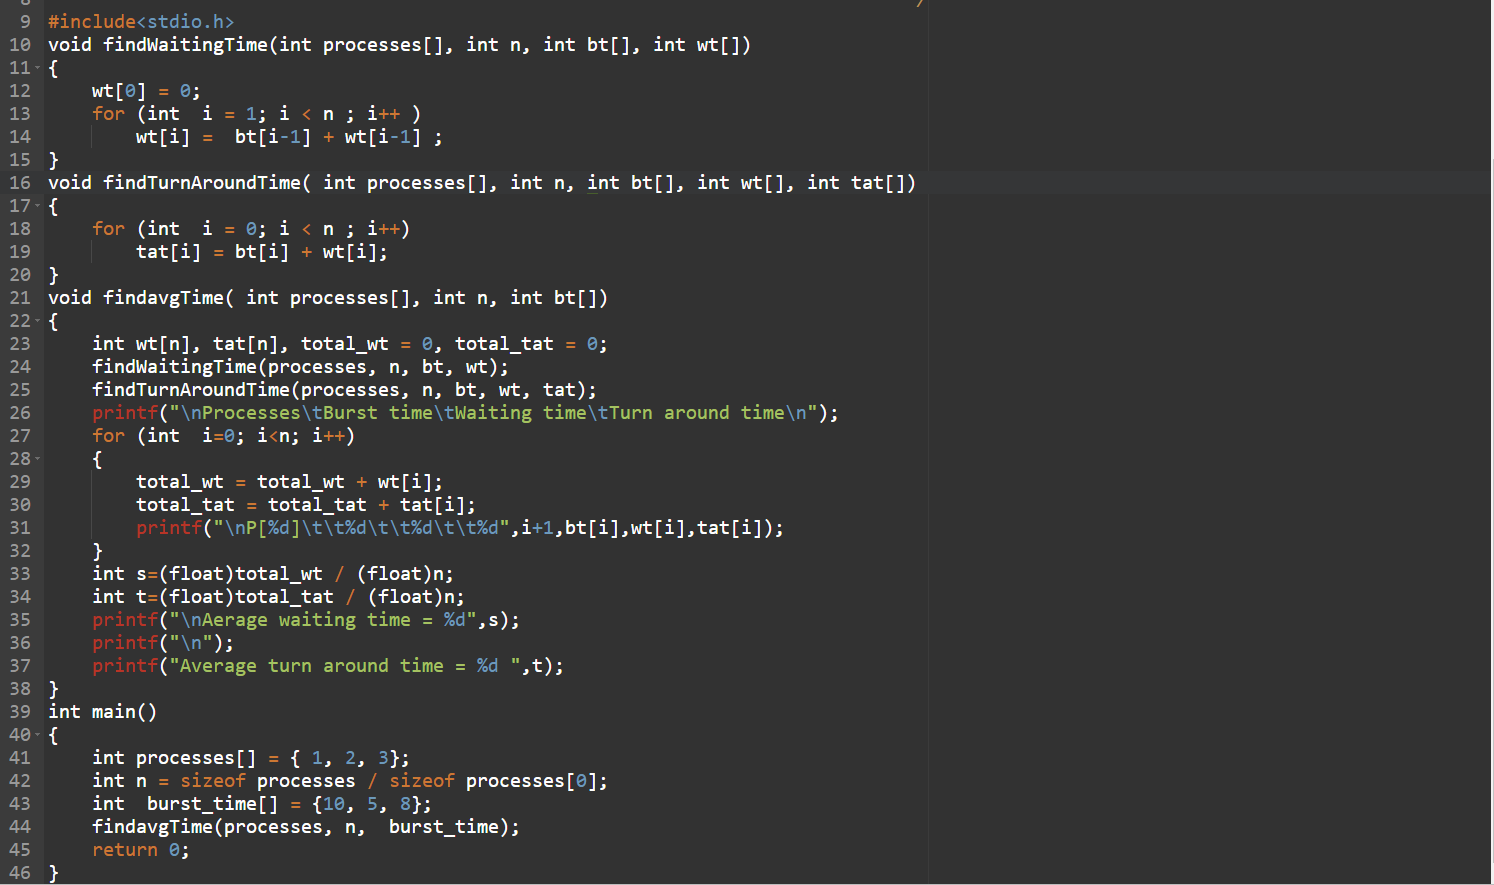 9 #include<stdio.h>
10 void findWaitingTime(int processes[], int n, int bt[], int wt[])
11 {
12     wt[0] = 0;
13     for (int  i = 1; i < n ; i++ )
14         wt[i] =  bt[i-1] + wt[i-1] ;
15 }
16 void findTurnAroundTime( int processes[], int n, int bt[], int wt[], int tat[])
17 {
18     for (int  i = 0; i < n ; i++)
19         tat[i] = bt[i] + wt[i];
20 }
21 void findavgTime( int processes[], int n, int bt[])
22 {
23     int wt[n], tat[n], total_wt = 0, total_tat = 0;
24     findWaitingTime(processes, n, bt, wt);
25     findTurnAroundTime(processes, n, bt, wt, tat);
26     printf("\nProcesses\tBurst time\tWaiting time\tTurn around time\n");
27     for (int  i=0; i<n; i++)
28     {
29         total_wt = total_wt + wt[i];
30         total_tat = total_tat + tat[i];
31         printf("\nP[%d]\t\t%d\t\t%d\t\t%d",i+1,bt[i],wt[i],tat[i]);
32     }
33     int s=(float)total_wt / (float)n;
34     int t=(float)total_tat / (float)n;
35     printf("\nAerage waiting time = %d",s);
36     printf("\n");
37     printf("Average turn around time = %d ",t);
38 }
39 int main()
40 {
41     int processes[] = { 1, 2, 3};
42     int n = sizeof processes / sizeof processes[0];
43     int  burst_time[] = {10, 5, 8};
44     findavgTime(processes, n,  burst_time);
45     return 0;
46 }